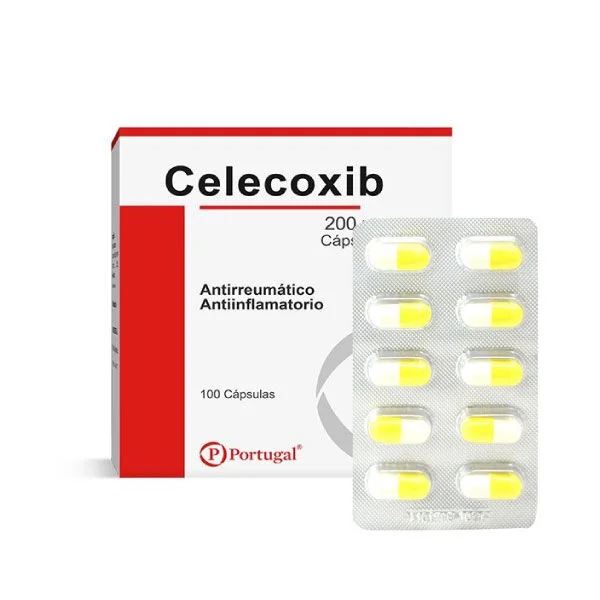 Celecoxib
200
Cáps
Antirreumático
Antiinflamatorio
100 Cápsulas
P Portugal®